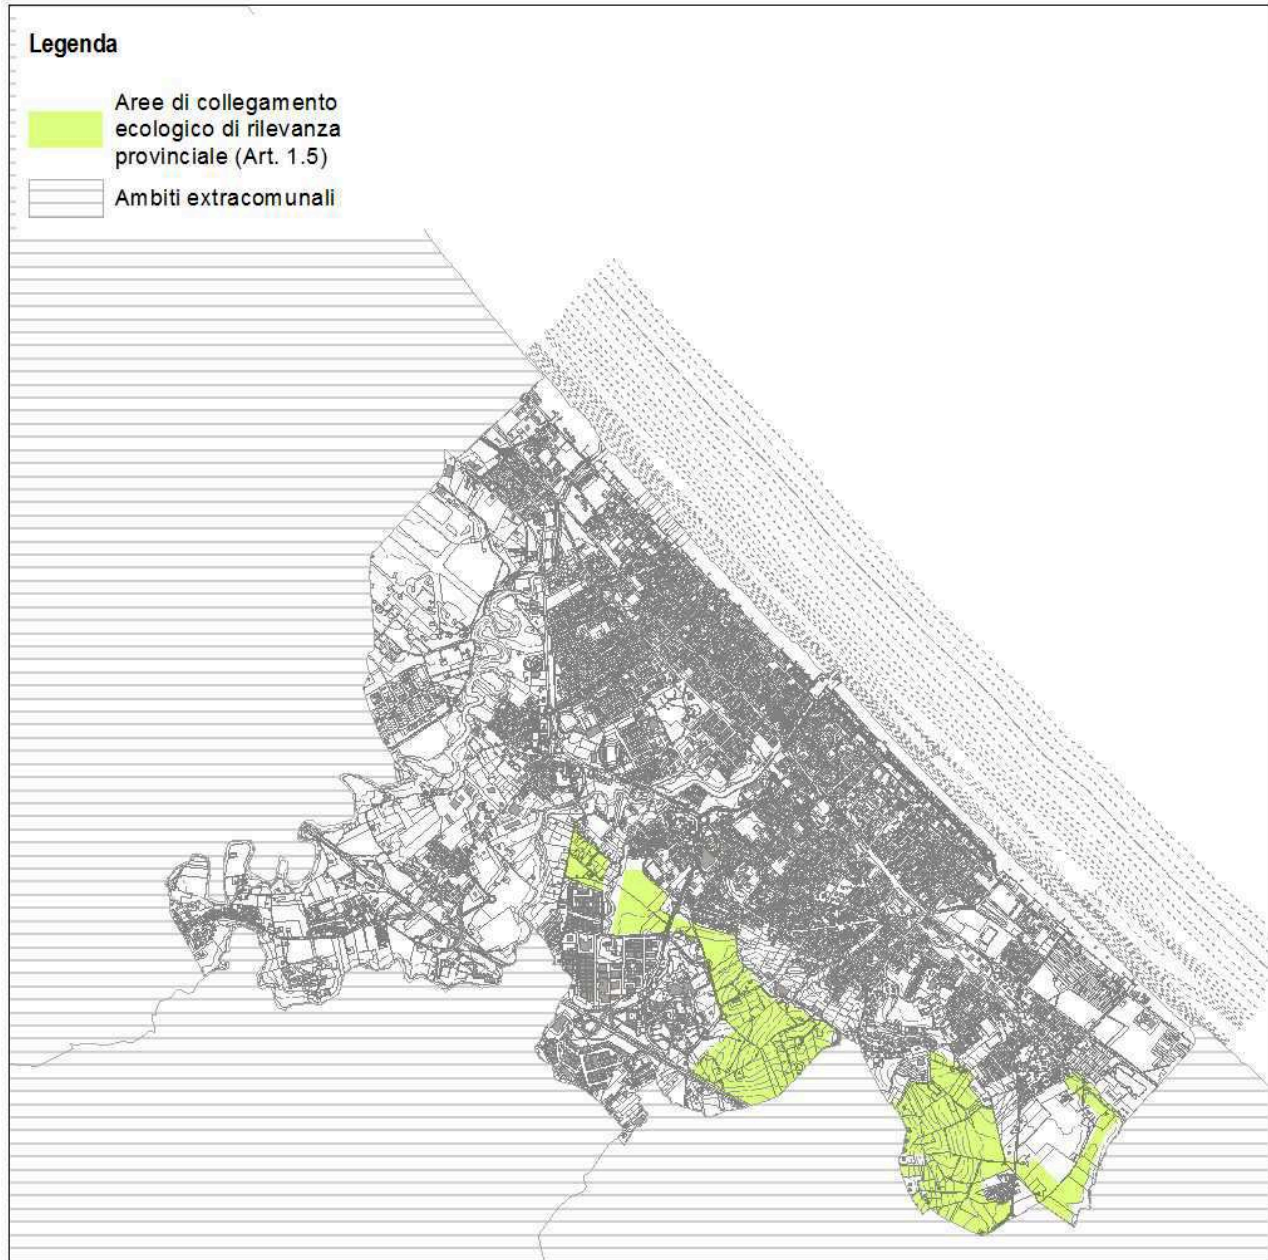 Legenda
Aree di collegamento
ecologico di rilevanza
provinciale (Art. 1.5)
Ambiti extracomunali